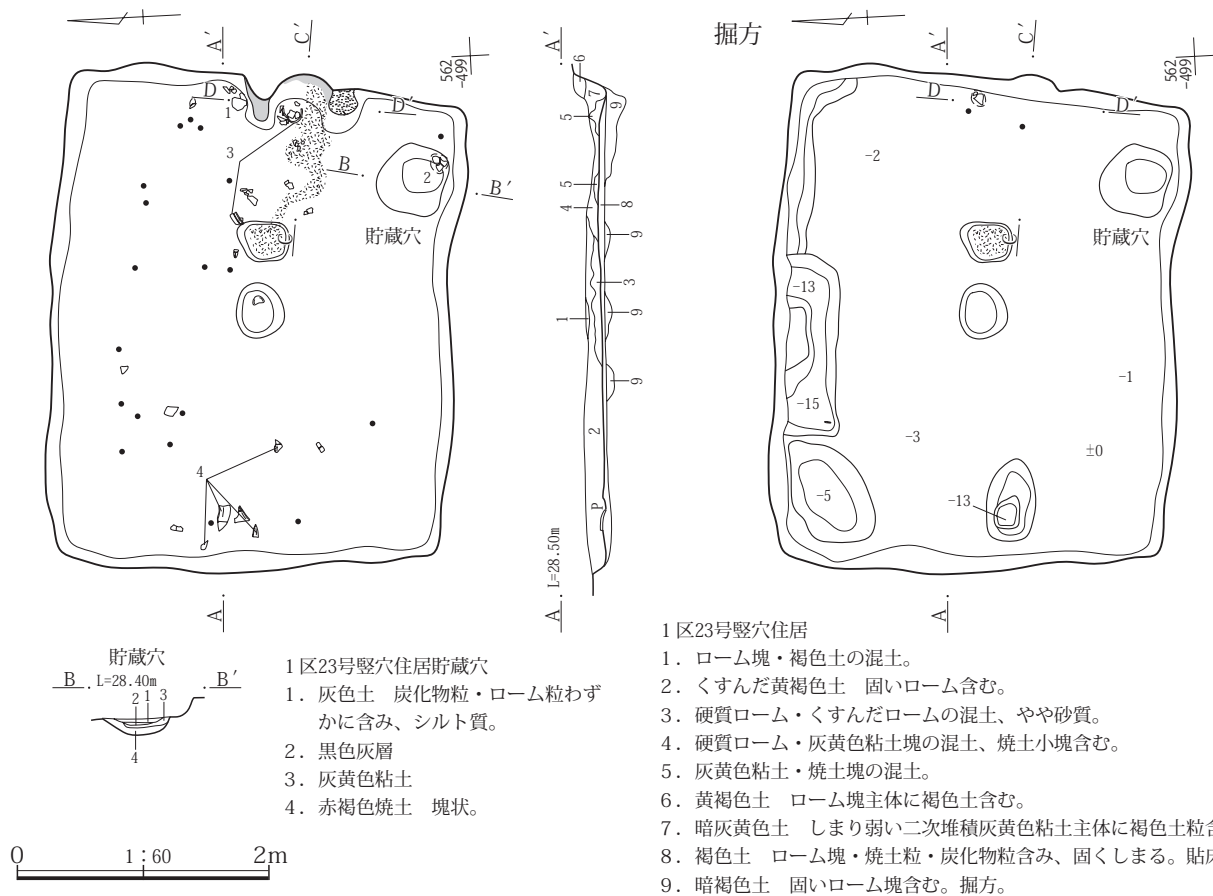 掘方
A′
C′
A′
A′
C′
562
-499
562
-499
D
D′
1
3
B
B′
2
貯蔵穴
4
A
6
7
9
5
5
4
8
9
3
9
1
9
2
P
L=28.50m
A
D
D′
-2
貯蔵穴
-13
-15
-1
-3
±0
-5
-13
A
貯蔵穴
B
L=28.40m
B′
2 1 3
4
1区23号竪穴住居貯蔵穴
1．灰色土　炭化物粒・ローム粒わず
かに含み、シルト質。
2．黒色灰層
3．灰黄色粘土
4．赤褐色焼土　塊状。
0　1：60　2m
1区23号竪穴住居
1．ローム塊・褐色土の混土。
2．くすんだ黄褐色土　固いローム含む。
3．硬質ローム・くすんだロームの混土、やや砂質。
4．硬質ローム・灰黄色粘土塊の混土、焼土小塊含む。
5．灰黄色粘土・焼土塊の混土。
6．黄褐色土　ローム塊主体に褐色土含む。
7．暗灰黄色土　しまり弱い二次堆積灰黄色粘土主体に褐色土粒含
8．褐色土　ローム塊・焼土粒・炭化物粒含み、固くしまる。貼床
9．暗褐色土　固いローム塊含む。掘方。